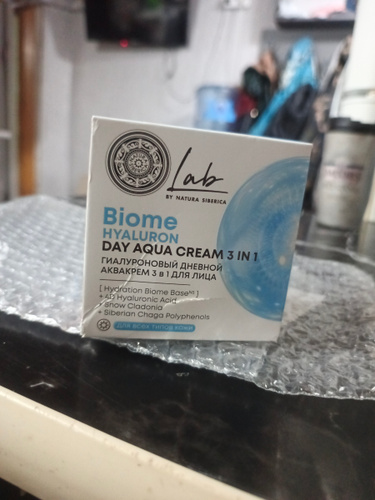 Lab
BY NATURA SIBERICA
Biome
HYALURON
DAY AQUA CREAM 3 IN 1
ГИАЛУРОНОВЫЙ ДНЕВНОЙ
АКВАКРЕМ 3 в 1 ДЛЯ ЛИЦА
[ Hydration Biome Base™ ]
+ 4D Hyaluronic Acid
+ Snow Cladonia
+ Siberian Chaga Polyphenols
ДЛЯ ВСЕХ ТИПОВ КОЖИ